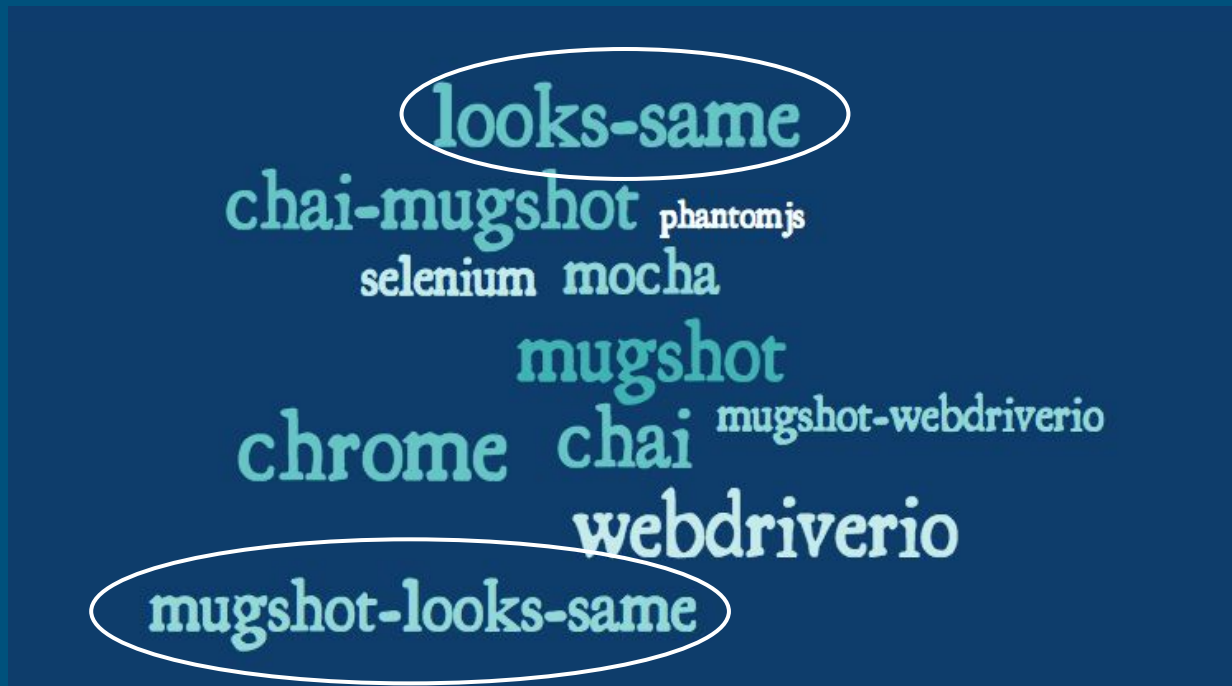 looks-same
chai-mugshot phantomjs
selenium mocha
mugshot
chrome chai mugshot-webdriverio
webdriverio
mugshot-looks-same